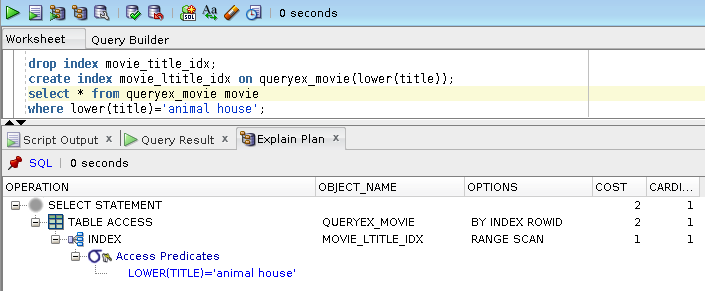 0 seconds
Worksheet Query Builder
drop index movie_title_idx;
create index movie_ltitle_idx on queryex_movie(lower(title));
select * from queryex_movie movie
where lower(title)='animal house';
Script Output x Query Result x Explain Plan x
SQL | 0 seconds
OPERATION OBJECT_NAME OPTIONS COST CARDI...
SELECT STATEMENT 2 1
TABLE ACCESS QUERYEX_MOVIE BY INDEX ROWID 2 1
INDEX MOVIE_LTITLE_IDX RANGE SCAN 1 1
Access Predicates
LOWER(TITLE)='animal house'